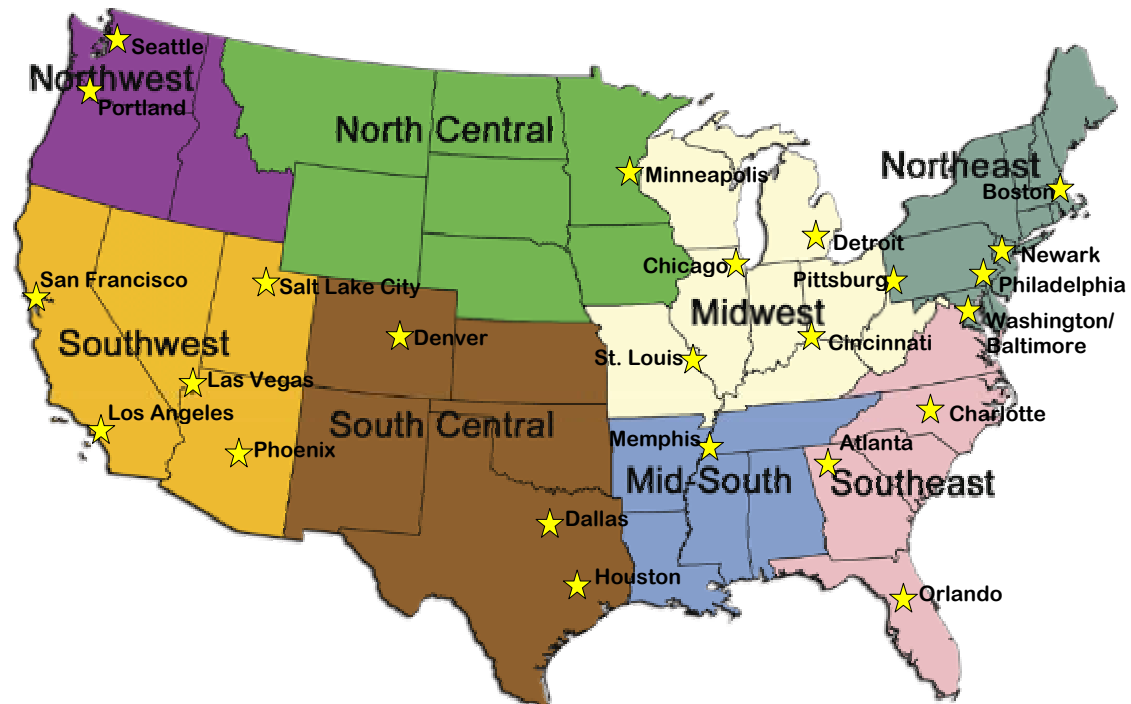 Seattle
Northwest
Portland
North Central
Minneapolis
Northeast
Boston
Detroit
Newark
Chicago
Pittsburg
Philadelphia
San Francisco
Salt Lake City
Midwest
Washington/
Baltimore
Southwest
Denver
St. Louis
Cincinnati
Las Vegas
Los Angeles
South Central
Memphis
Charlotte
Phoenix
Atlanta
Mid-South
Southeast
Dallas
Houston
Orlando